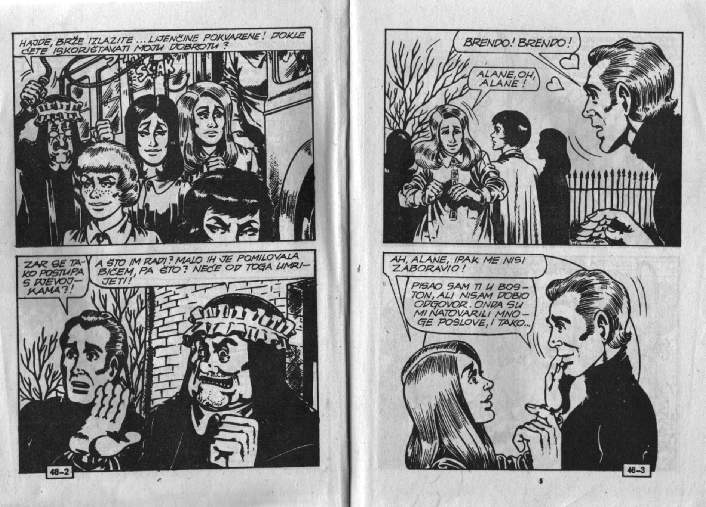 HAJDE, BRŽE IZLAZITE... LIJENČINE POKVARENE! DOKLE
ĆETE ISKORIŠTAVATI MOJU DOBROTU?
ZAR SE TA-
KO POSTUPA
S DJEVOJ-
KAMA?!
A ŠTO IM RADI? MALO IH JE POMILOVALA
BIČEM, PA ŠTO? NEĆE OD TOGA UMRI-
JETI!
46-2
BRENDO! BRENDO!
ALANE, OH,
ALANE!
AH, ALANE, IPAK ME NISI
ZABORAVIO!
PISAO SAM TI U BOS-
TON, ALI NISAM DOBIO
ODGOVOR. ONDA SU
MI NATOVARILI MNO-
GE POSLOVE, I TAKO...
46-3
5